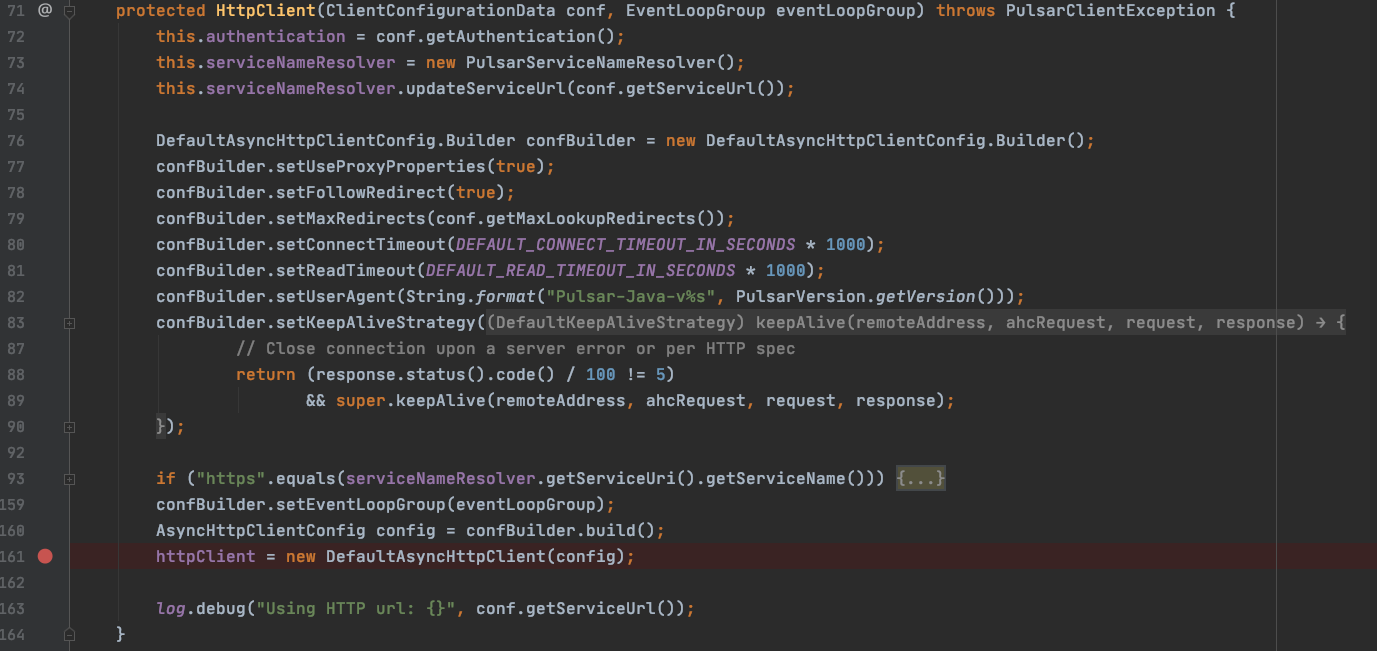 71 @ protected HttpClient(ClientConfigurationData conf, EventLoopGroup eventLoopGroup) throws PulsarClientException {
72 this.authentication = conf.getAuthentication();
73 this.serviceNameResolver = new PulsarServiceNameResolver();
74 this.serviceNameResolver.updateServiceUrl(conf.getServiceUrl());
75
76 DefaultAsyncHttpClientConfig.Builder confBuilder = new DefaultAsyncHttpClientConfig.Builder();
77 confBuilder.setUseProxyProperties(true);
78 confBuilder.setFollowRedirect(true);
79 confBuilder.setMaxRedirects(conf.getMaxLookupRedirects());
80 confBuilder.setConnectTimeout(DEFAULT_CONNECT_TIMEOUT_IN_SECONDS * 1000);
81 confBuilder.setReadTimeout(DEFAULT_READ_TIMEOUT_IN_SECONDS * 1000);
82 confBuilder.setUserAgent(String.format("Pulsar-Java-v%s", PulsarVersion.getVersion()));
83 confBuilder.setKeepAliveStrategy((DefaultKeepAliveStrategy) keepAlive(remoteAddress, ahcRequest, request, response) → {
87 // Close connection upon a server error or per HTTP spec
88 return (response.status().code() / 100 != 5)
89 && super.keepAlive(remoteAddress, ahcRequest, request, response);
90 });
92
93 if ("https".equals(serviceNameResolver.getServiceUri().getServiceName())) {...}
159 confBuilder.setEventLoopGroup(eventLoopGroup);
160 AsyncHttpClientConfig config = confBuilder.build();
161 httpClient = new DefaultAsyncHttpClient(config);
162
163 log.debug("Using HTTP url: {}", conf.getServiceUrl());
164 }